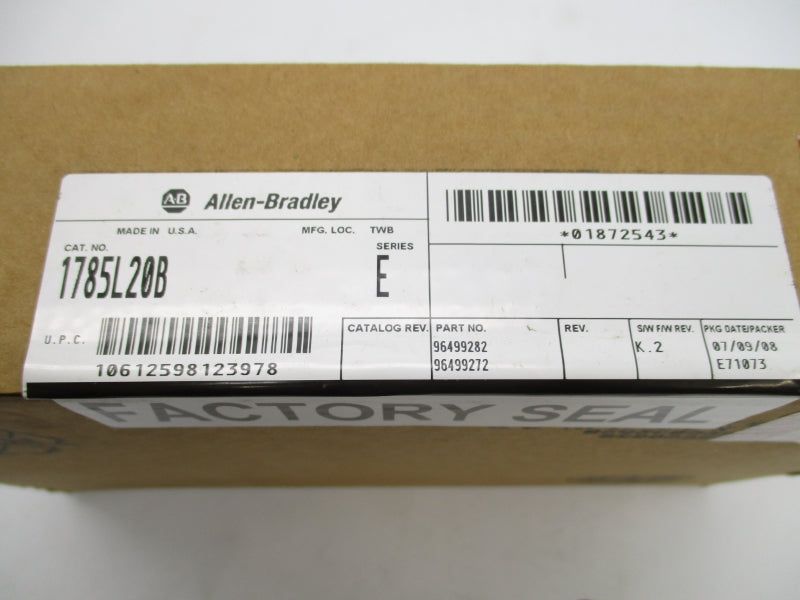 AB Allen-Bradley
MADE IN U.S.A. MFG. LOC. TWB
CAT. NO. SERIES
1785L20B E
U.P.C.
10612598123978
*01872543*
CATALOG REV. PART NO. REV. S/W F/W REV. PKG DATE/PACKER
96499282 K.2 07/09/08
96499272 E71073
FACTORY SEAL